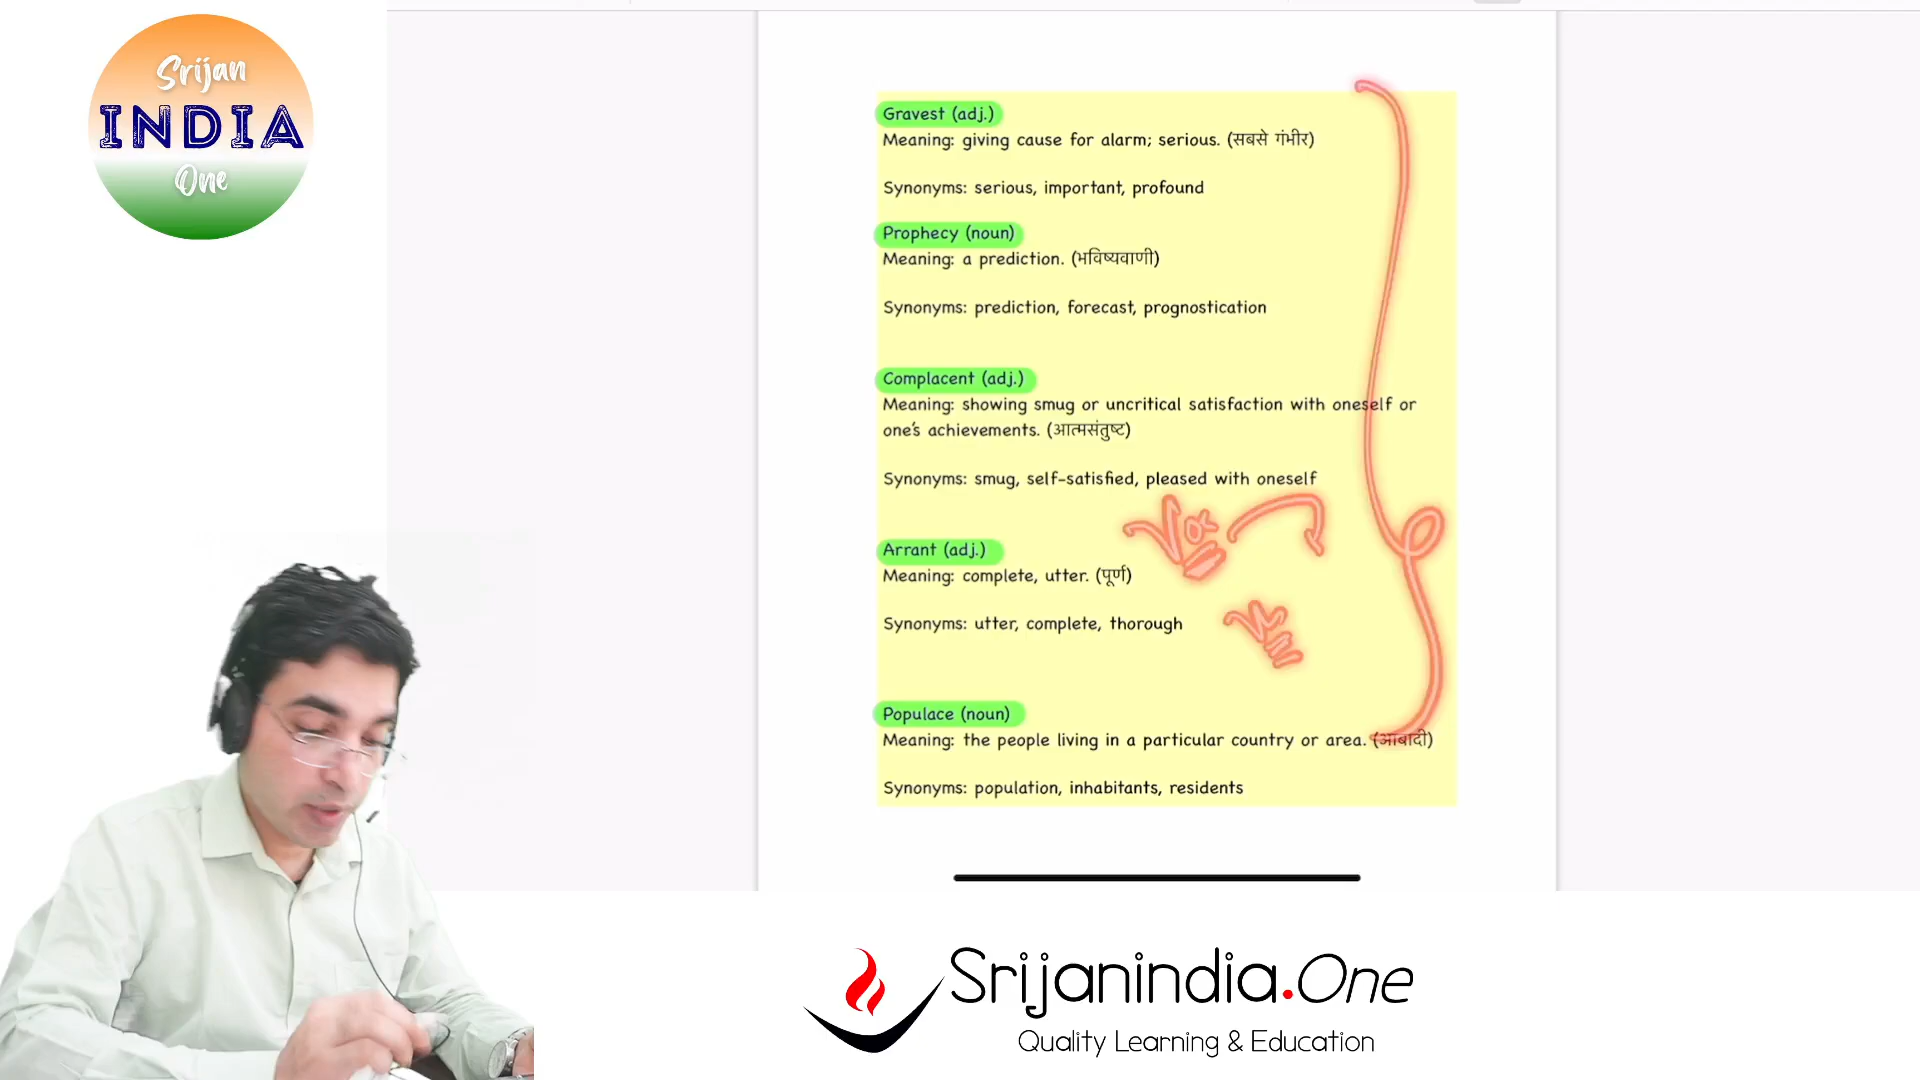 Srijan
INDIA
One
Gravest (adj.)
Meaning: giving cause for alarm; serious. (सबसे गंभीर)
Synonyms: serious, important, profound
Prophecy (noun)
Meaning: a prediction. (भविष्यवाणी)
Synonyms: prediction, forecast, prognostication
Complacent (adj.)
Meaning: showing smug or uncritical satisfaction with oneself or
one's achievements. (आत्मसंतुष्ट)
Synonyms: smug, self-satisfied, pleased with oneself
Arrant (adj.)
Meaning: complete, utter. (पूर्ण)
Synonyms: utter, complete, thorough
Populace (noun)
Meaning: the people living in a particular country or area. (आबादी)
Synonyms: population, inhabitants, residents
Srijanindia.One
Quality Learning & Education